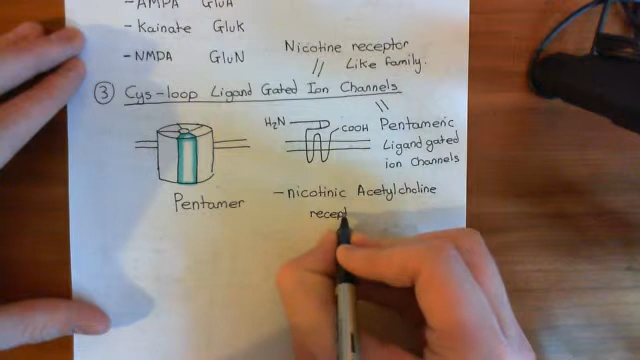 - AMPA GluA
- Kainate GluK
- NMDA GluN
Nicotine receptor
Like family.
③ Cys-loop Ligand Gated Ion Channels
H₂N
COOH
Pentameric
Ligand gated
ion Channels
Pentamer
- nicotinic Acetylcholine
recept